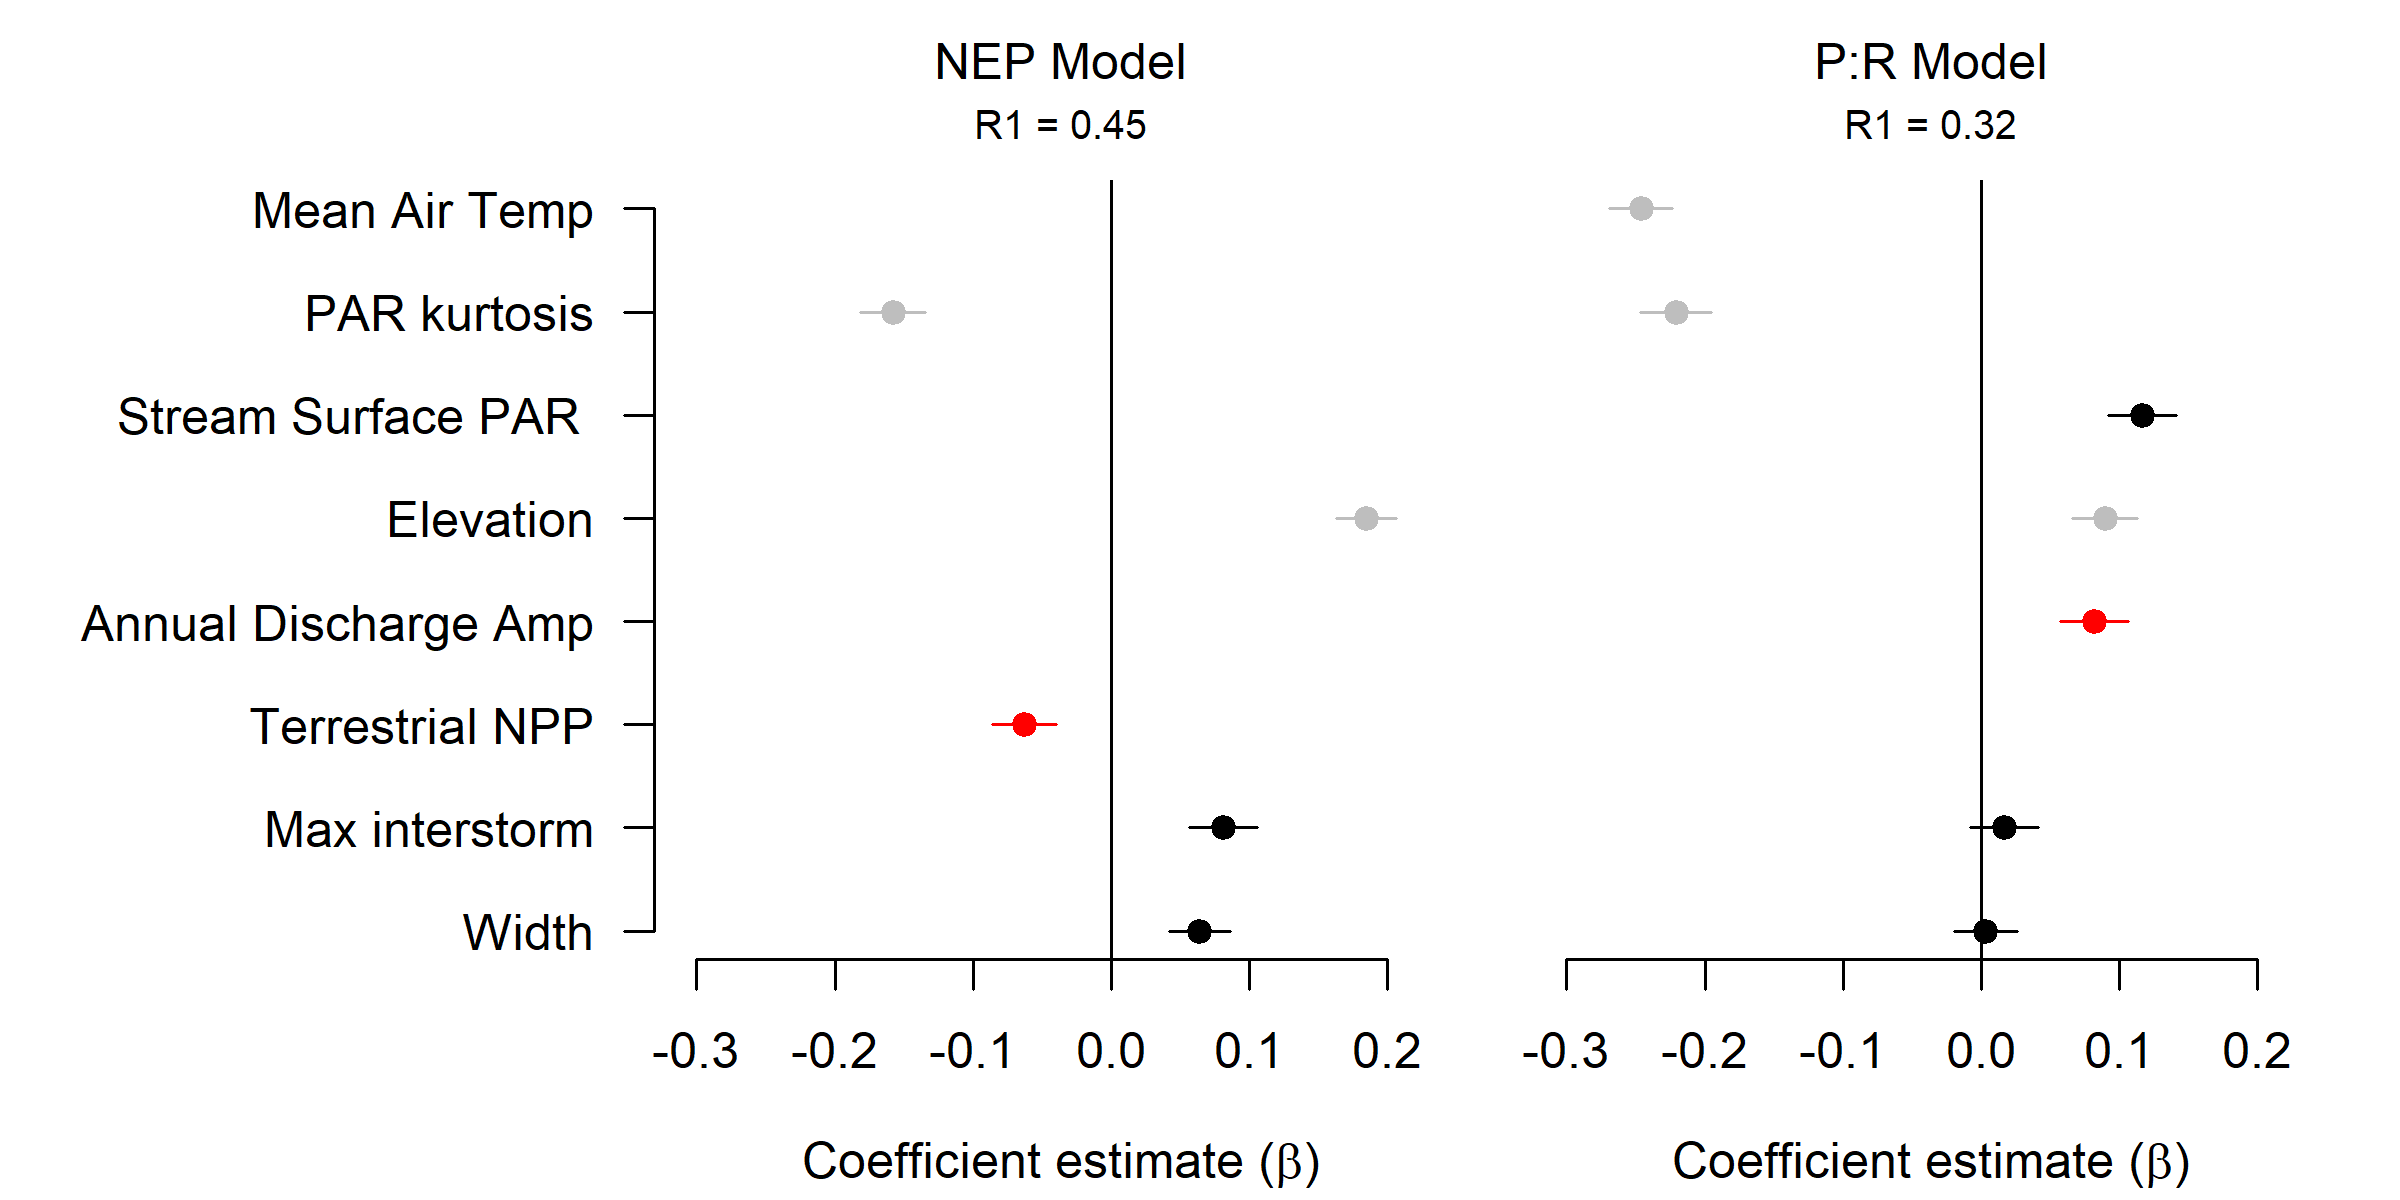 NEP Model
P:R Model
R1 = 0.45
R1 = 0.32
Mean Air Temp
PAR kurtosis
Stream Surface PAR
Elevation
Annual Discharge Amp
Terrestrial NPP
Max interstorm
Width
-0.3 -0.2 -0.1 0.0 0.1 0.2
-0.3 -0.2 -0.1 0.0 0.1 0.2
Coefficient estimate (β)
Coefficient estimate (β)